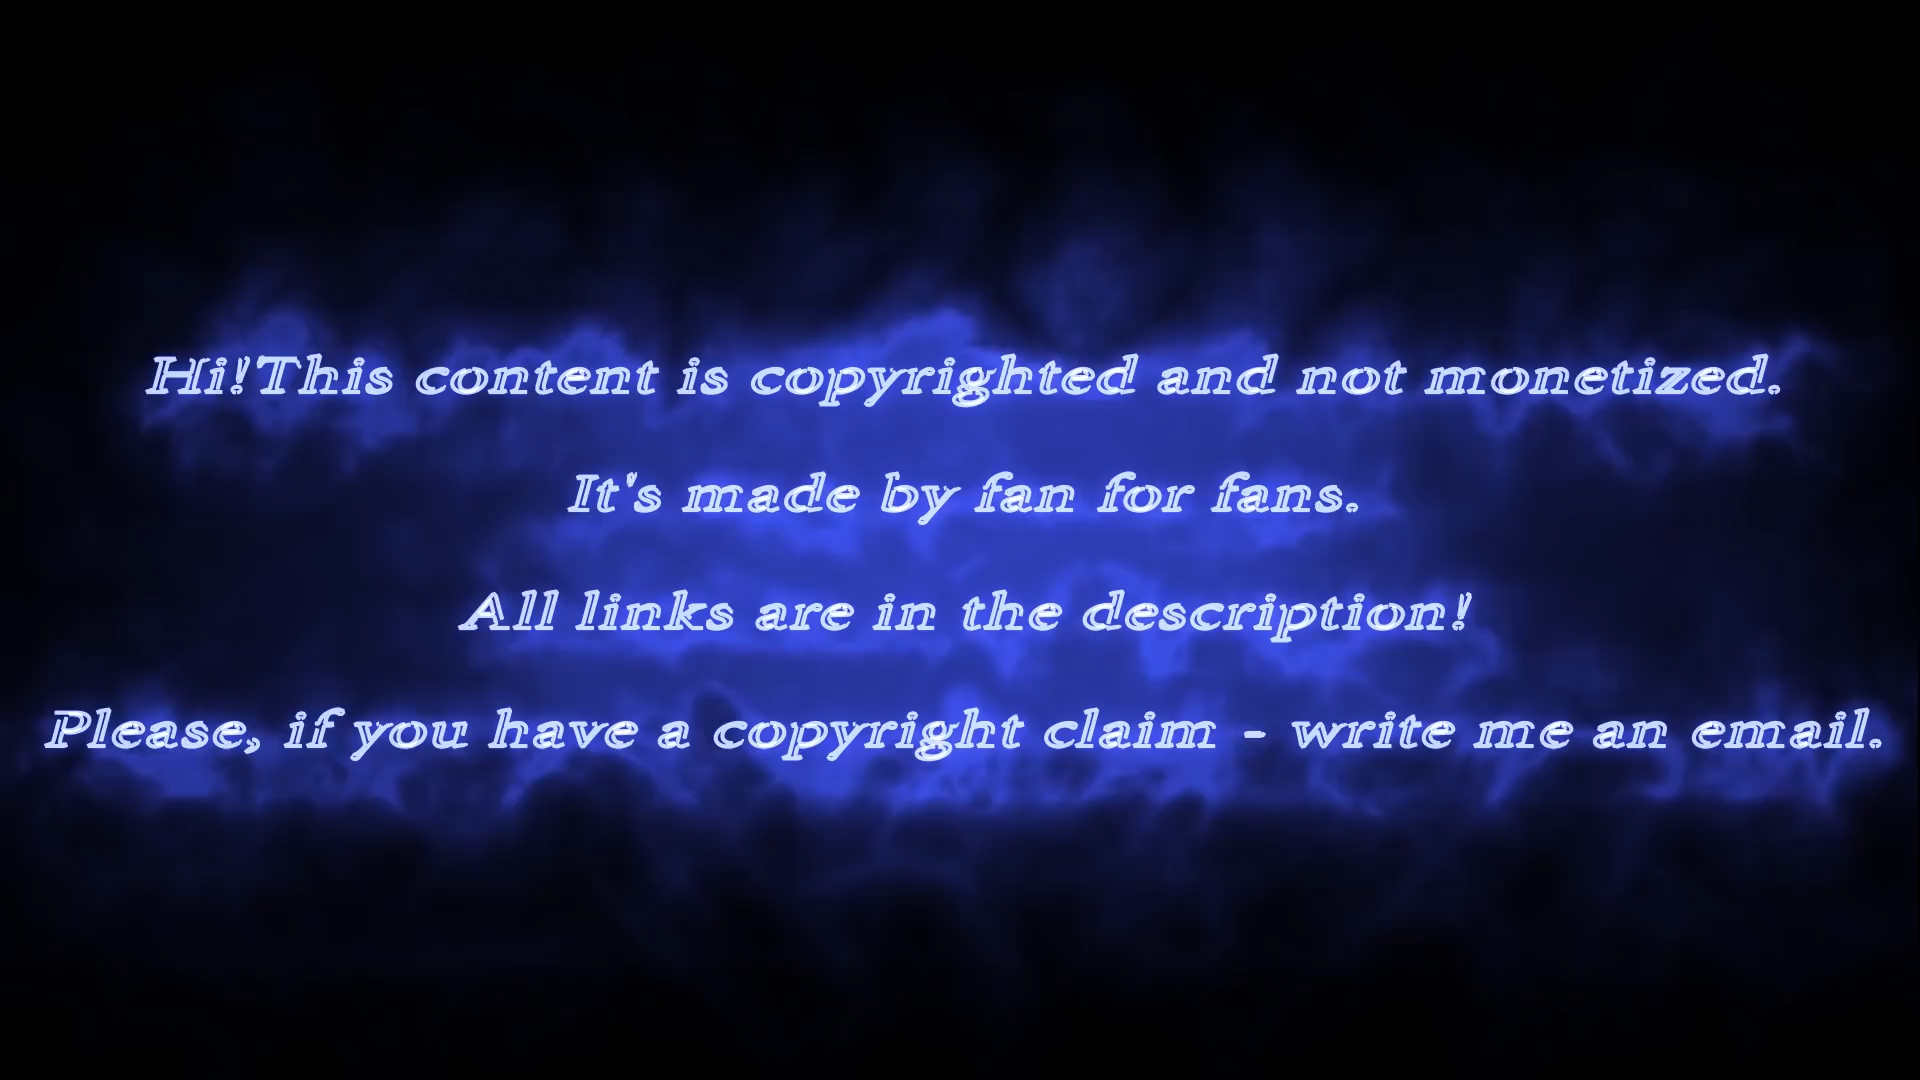 Hi!This content is copyrighted and not monetized.
It's made by fan for fans.
All links are in the description!
Please, if you have a copyright claim - write me an email.